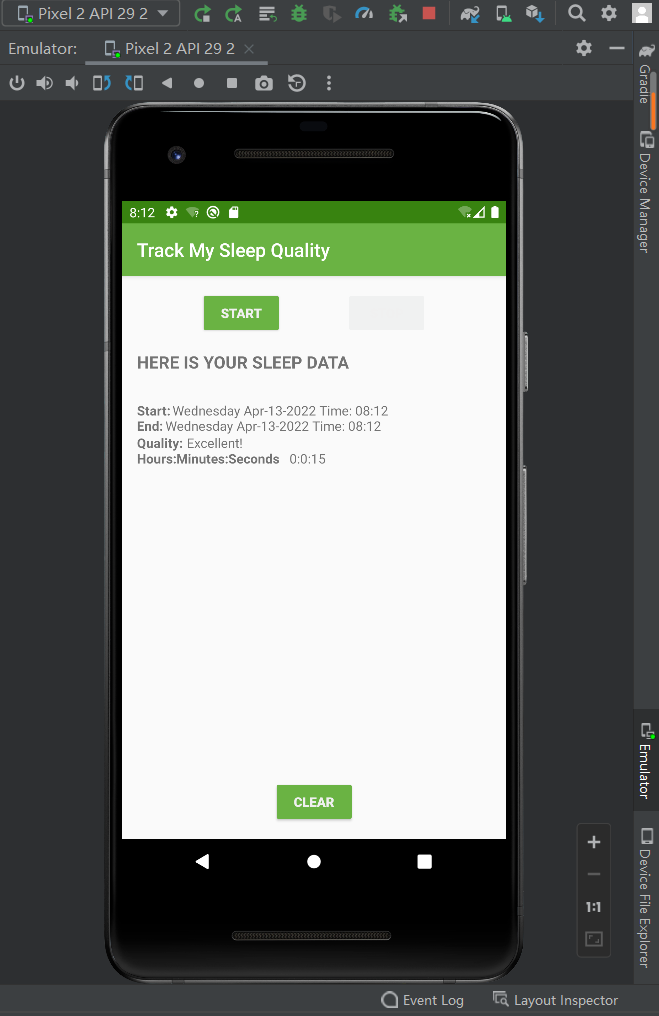 Pixel 2 API 29 2
Emulator:
Pixel 2 API 29 2
Gradle
Device Manager
8:12
Track My Sleep Quality
START
HERE IS YOUR SLEEP DATA
Start: Wednesday Apr-13-2022 Time: 08:12
End: Wednesday Apr-13-2022 Time: 08:12
Quality: Excellent!
Hours:Minutes:Seconds 0:0:15
CLEAR
Emulator
1:1
Device File Explorer
Event Log
Layout Inspector